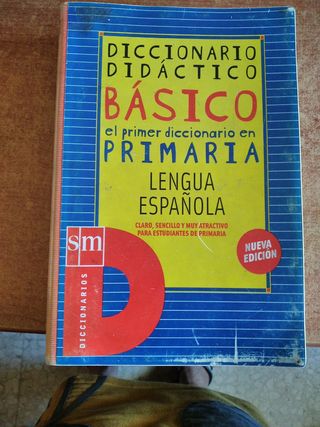 DICCIONARIO
DIDÁCTICO
BÁSICO
el primer diccionario en
PRIMARIA
LENGUA
ESPAÑOLA
CLARO, SENCILLO Y MUY ATRACTIVO
PARA ESTUDIANTES DE PRIMARIA
NUEVA
EDICIÓN
sm
D
DICCIONARIOS